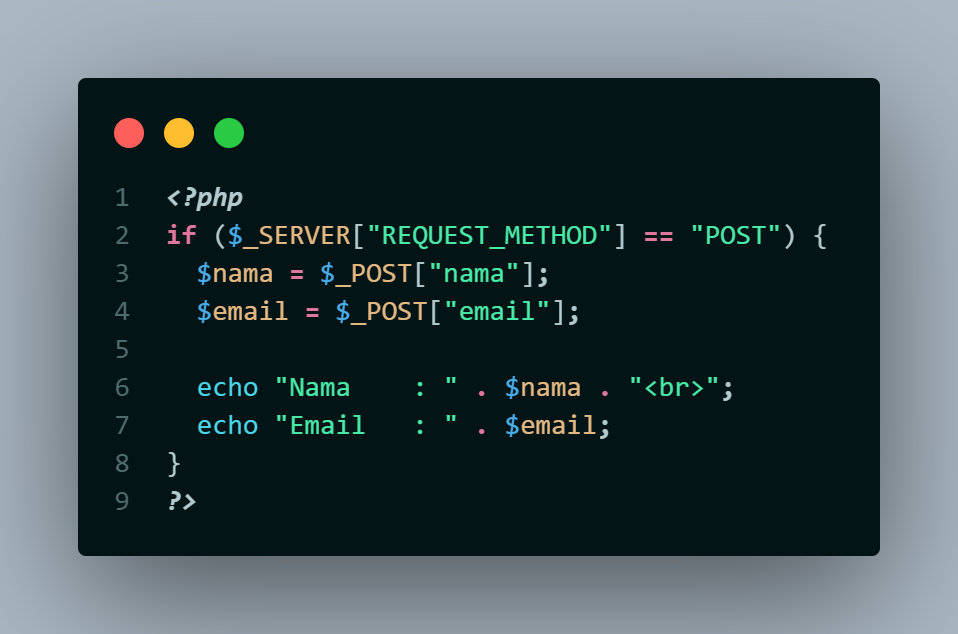 1 <?php
2 if ($_SERVER["REQUEST_METHOD"] == "POST") {
3   $nama = $_POST["nama"];
4   $email = $_POST["email"];
5
6   echo "Nama    : " . $nama . "<br>";
7   echo "Email   : " . $email;
8 }
9 ?>